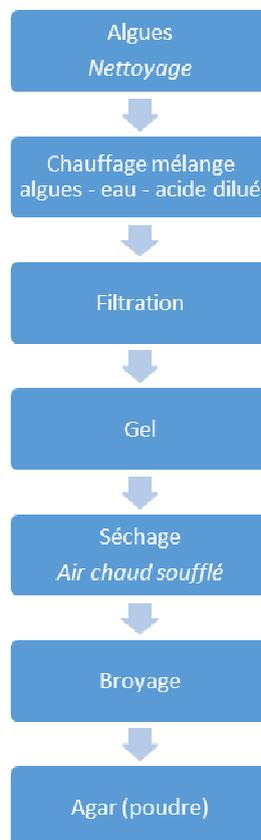 Algues
Nettoyage
Chauffage mélange
algues - eau - acide dilué
Filtration
Gel
Séchage
Air chaud soufflé
Broyage
Agar (poudre)